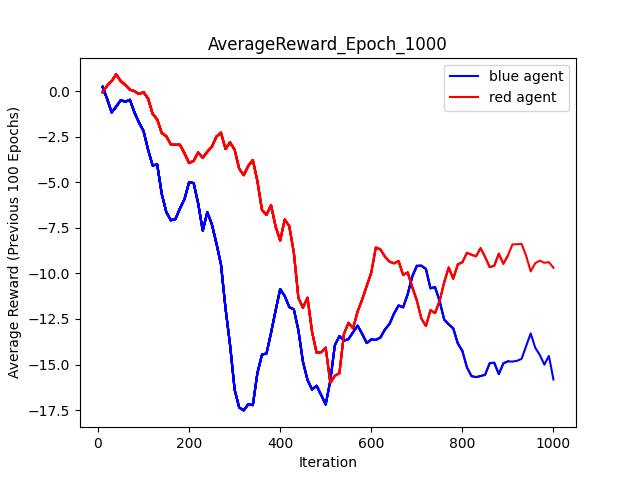 AverageReward_Epoch_1000
blue agent
red agent
Average Reward (Previous 100 Epochs)
0.0
−2.5
−5.0
−7.5
−10.0
−12.5
−15.0
−17.5
0 200 400 600 800 1000
Iteration